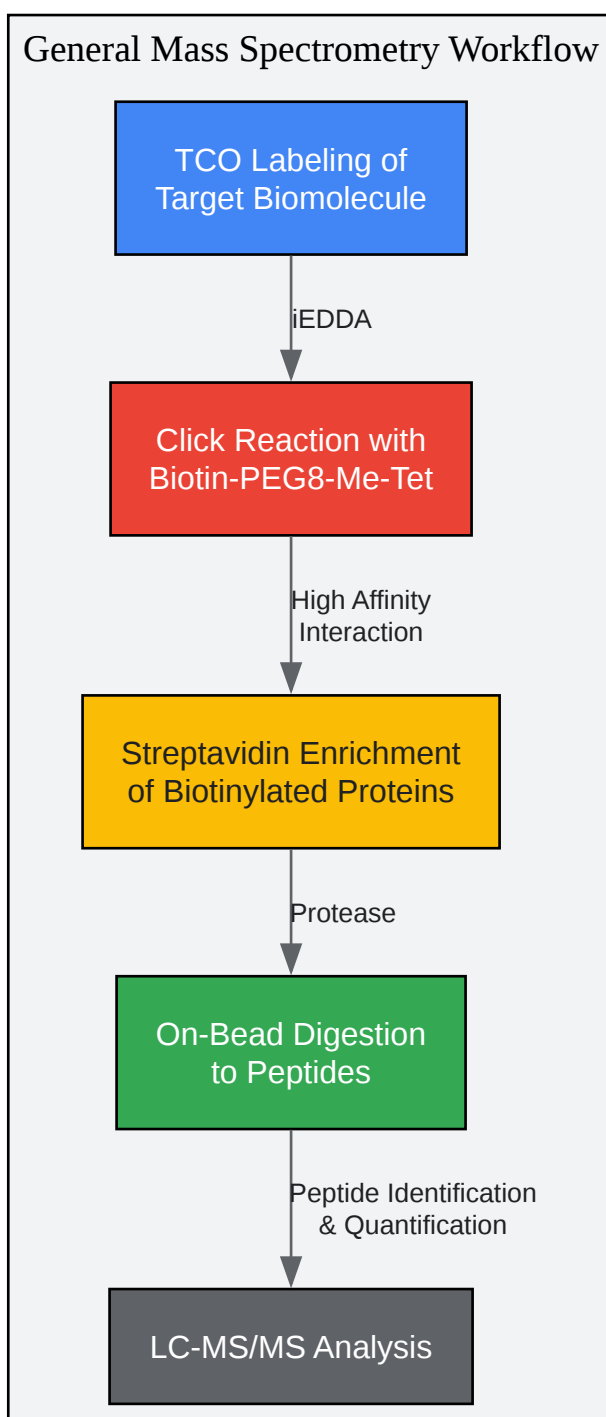 General Mass Spectrometry Workflow
TCO Labeling of
Target Biomolecule
iEDDA
Click Reaction with
Biotin-PEG8-Me-Tet
High Affinity
Interaction
Streptavidin Enrichment
of Biotinylated Proteins
Protease
On-Bead Digestion
to Peptides
Peptide Identification
& Quantification
LC-MS/MS Analysis